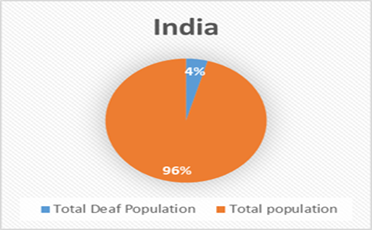 India
4%
96%
Total Deaf Population Total population